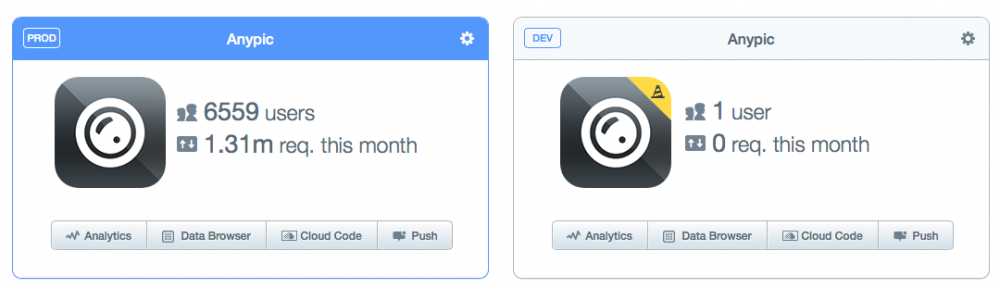 PROD
Anypic
6559 users
1.31m req. this month
Analytics
Data Browser
Cloud Code
Push
DEV
Anypic
1 user
0 req. this month
Analytics
Data Browser
Cloud Code
Push